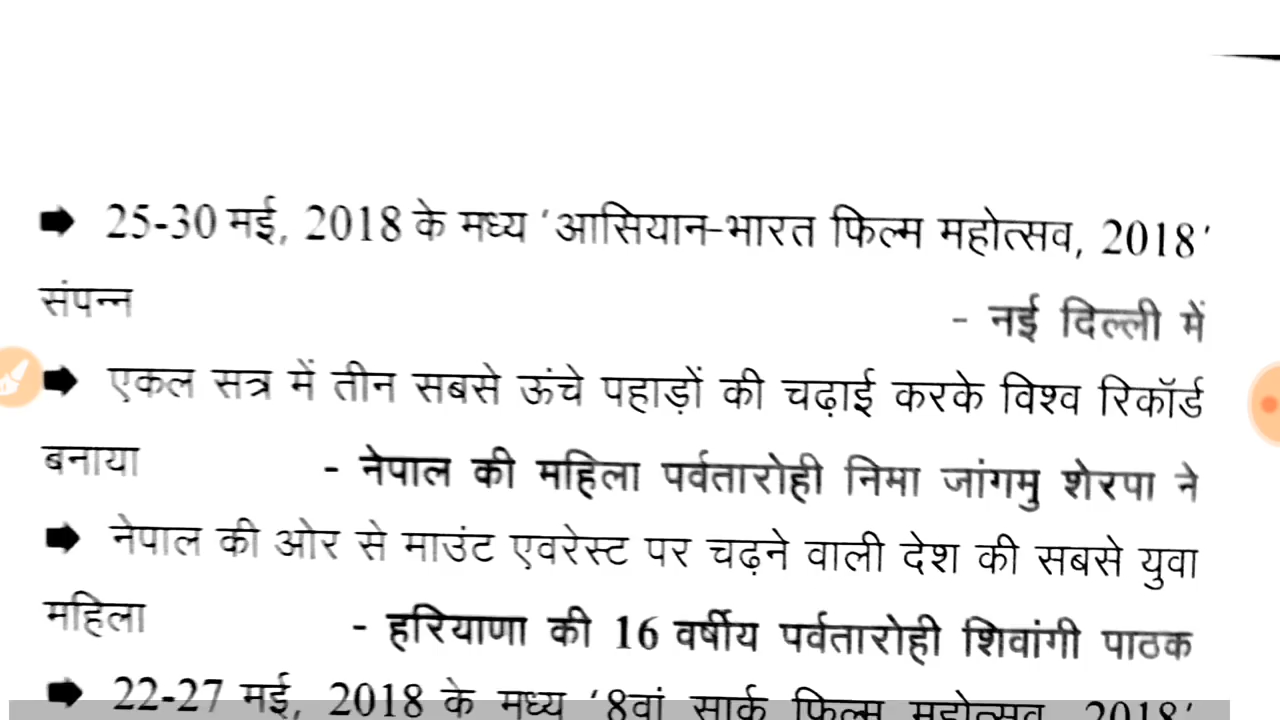 ➡ 25-30 मई, 2018 के मध्य 'आसियान-भारत फिल्म महोत्सव, 2018'
संपन्न - नई दिल्ली में
➡ एकल सत्र में तीन सबसे ऊंचे पहाड़ों की चढ़ाई करके विश्व रिकॉर्ड
बनाया - नेपाल की महिला पर्वतारोही निमा जांगमु शेरपा ने
➡ नेपाल की ओर से माउंट एवरेस्ट पर चढ़ने वाली देश की सबसे युवा
महिला - हरियाणा की 16 वर्षीय पर्वतारोही शिवांगी पाठक
➡ 22-27 मई, 2018 के मध्य '8वां सार्क फिल्म महोत्सव, 2018'